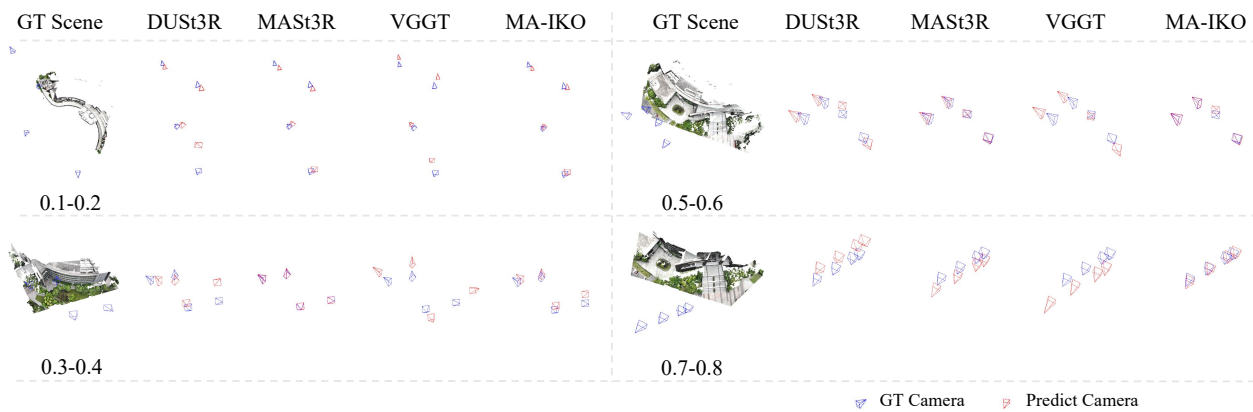 GT Scene DUSt3R MASt3R VGGT MA-IKO GT Scene DUSt3R MASt3R VGGT MA-IKO
0.1-0.2 0.5-0.6
0.3-0.4 0.7-0.8
GT Camera Predict Camera